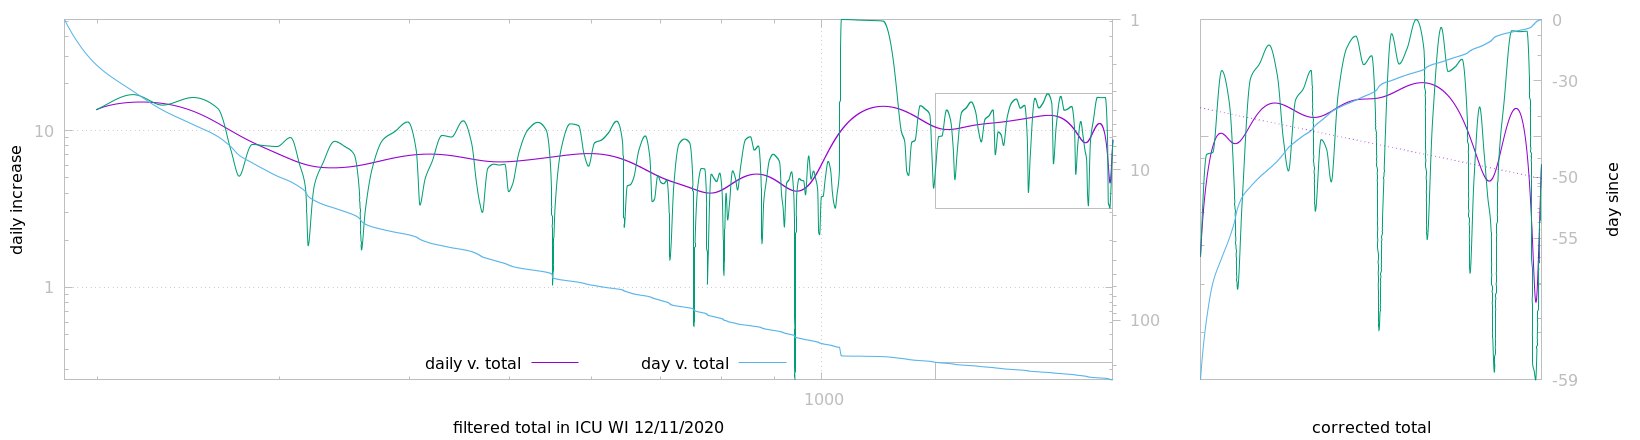 daily increase
10
1
daily v. total
day v. total
1000
filtered total in ICU WI 12/11/2020
1
10
100
corrected total
0
-30
-50
-55
-59
day since